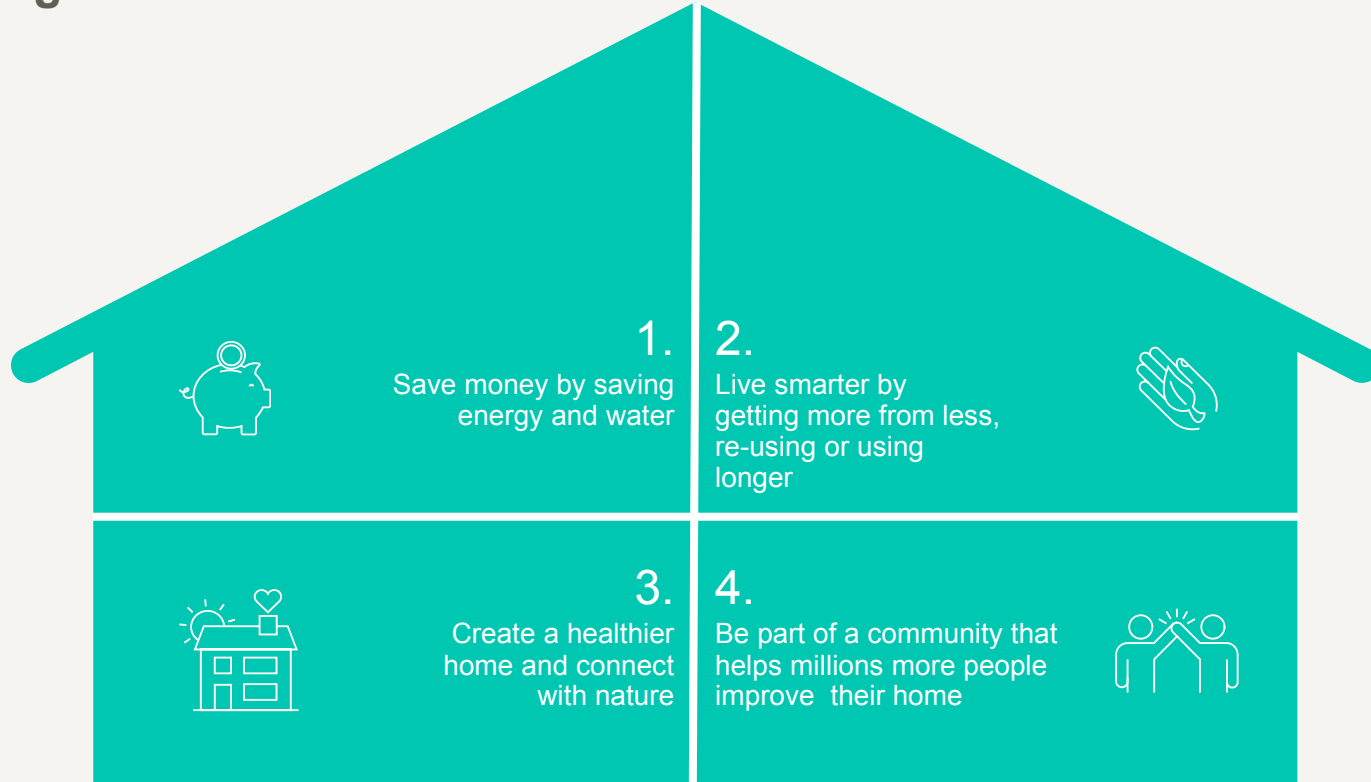 1.
Save money by saving
energy and water
2.
Live smarter by
getting more from less,
re-using or using
longer
3.
Create a healthier
home and connect
with nature
4.
Be part of a community that
helps millions more people
improve  their home